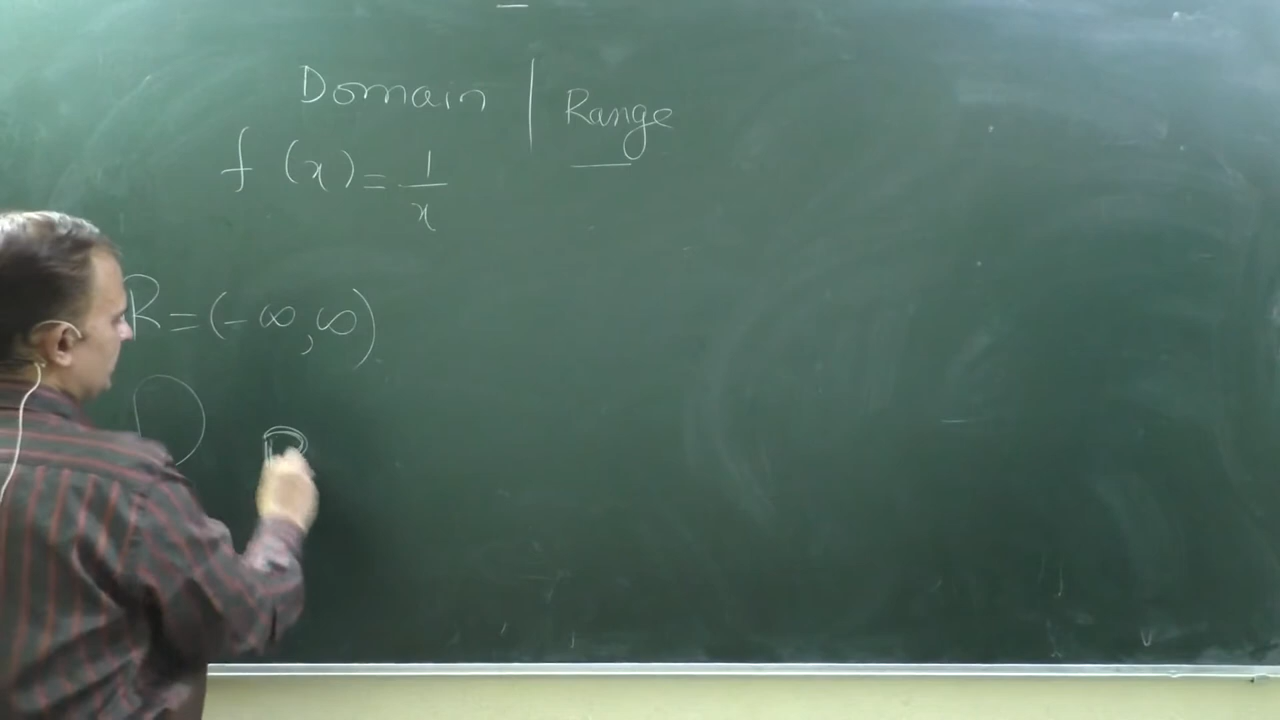 Domain | Range
f (x) = 1/x
R = (-∞, ∞)
D R